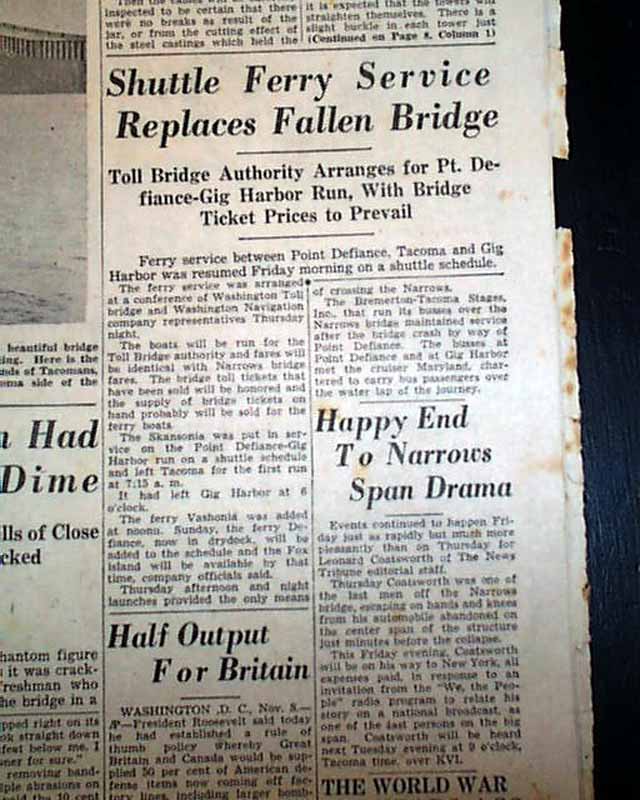 Then the cables will be
inspected to be certain that there
were no breaks as result of the
jar, or from the cutting effect of
the steel castings which held the
it is expected that the towers will
straighten themselves. There is a
slight buckle in each tower just
(Continued on Page 8, Column 1)
Shuttle Ferry Service
Replaces Fallen Bridge
Toll Bridge Authority Arranges for Pt. De-
fiance-Gig Harbor Run, With Bridge
Ticket Prices to Prevail
Ferry service between Point Defiance, Tacoma and Gig
Harbor was resumed Friday morning on a shuttle schedule.
The ferry service was arranged
at a conference of Washington Toll
bridge and Washington Navigation
company representatives Thursday
night.
The boats will be run for the
Toll Bridge authority and fares will
be identical with Narrows bridge
fares. The bridge toll tickets that
have been sold will be honored and
the supply of bridge tickets on
hand probably will be sold for the
ferry boats.
The Skansonia was put in ser-
vice on the Point Defiance-Gig
Harbor run on a shuttle schedule
and left Tacoma for the first run
at 7:15 a. m.
It had left Gig Harbor at 6
o'clock.
The ferry Vashonia was added
at noon. Sunday, the ferry De-
fiance, now in drydock, will be
added to the schedule and the Fox
Island will be available by that
time, company officials said.
Thursday afternoon and night
launches provided the only means
of crossing the Narrows.
The Bremerton-Tacoma Stages,
Inc., that run its busses over the
Narrows bridge maintained service
after the bridge crash by way of
Point Defiance. The busses at
Point Defiance and at Gig Harbor
met the cruiser Maryland, char-
tered to carry bus passengers over
the water lap of the journey.
Happy End
To Narrows
Span Drama
Events continued to happen Fri-
day just as rapidly but much more
pleasantly than on Thursday for
Leonard Coatsworth of The News
Tribune editorial staff.
Thursday Coatsworth was one of
the last men off the Narrows
bridge, escaping on hands and knees
from his automobile abandoned on
the center span of the structure
just minutes before the collapse.
This Friday evening, Coatsworth
will be on his way to New York, all
expenses paid, in response to an
invitation from the "We, the Peo-
ple" radio program to relate his
story on a national broadcast, as
one of the last persons on the big
span. Coatsworth will be heard
next Tuesday evening at 9 o'clock,
Tacoma time, over KVI.
THE WORLD WAR
Half Output
For Britain
WASHINGTON ,D. C., Nov. 8.—
AP—President Roosevelt said today
he had established a rule of
thumb policy whereby Great
Britain and Canada would be sup-
plied 50 per cent of American de-
fense items now coming off fac-
tory lines, including larger bomb-
beautiful bridge
ing. Here is the
nds of Tacomans,
oma side of the
n Had
Dime
lls of Close
cked
hantom figure
it was crack-
freshman who
he bridge in a
pped right on its
ok straight down
fest below me. I
oner for sure."
removing band-
ple abrasions on